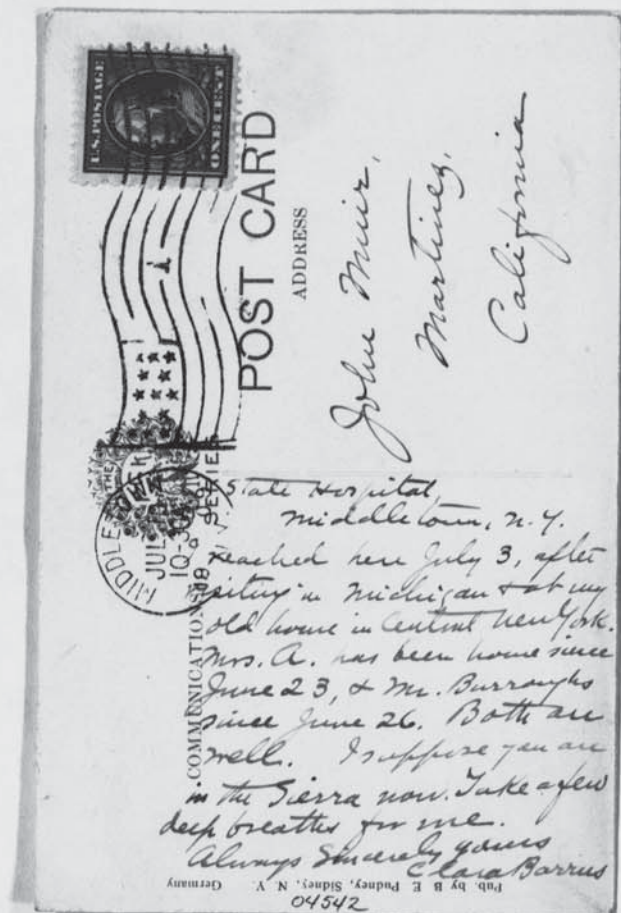 U.S. POSTAGE
ONE CENT
POST CARD
ADDRESS
John Muir,
Martinez,
California
MIDDLETOWN
JUL
COMMUNICATION
State Hospital,
Middletown, N.Y.
Reached here July 3, after
visiting in Michigan & at my
old home in Central New York.
Mrs. A. has been home since
June 23, & Mr. Burroughs
since June 26. Both are
well. I suppose you are
in the Sierra now. Take a few
deep breaths for me.
Always Sincerely yours
Clara Barrus
Pub. by B E Pudney, Sidney, N. Y. Germany
04542